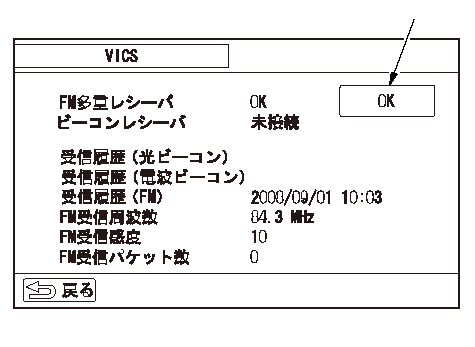 VICS
FM多重レシーバ OK OK
ビーコンレシーバ 未接続
受信履歴(光ビーコン)
受信履歴(電波ビーコン)
受信履歴(FM) 2000/09/01 10:03
FM受信周波数 84.3 MHz
FM受信感度 10
FM受信パケット数 0
戻る